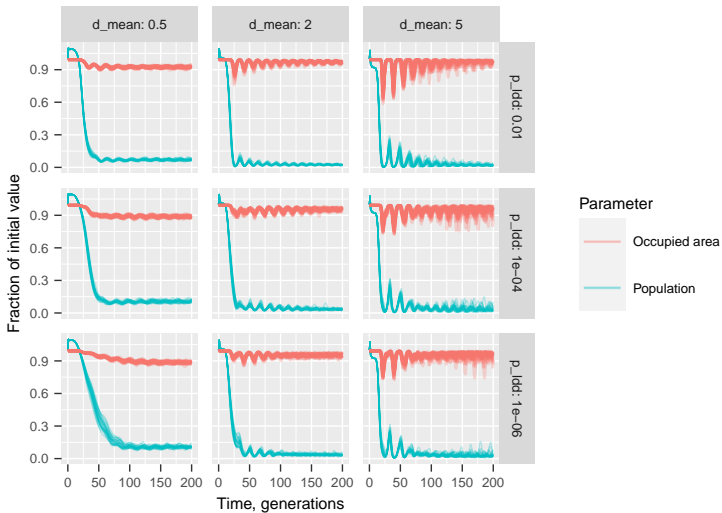 d_mean: 0.5
d_mean: 2
d_mean: 5
0.9
0.6
0.3
0.0
p_ldd: 0.01
0.9
0.6
0.3
0.0
p_ldd: 1e−04
0.9
0.6
0.3
0.0
p_ldd: 1e−06
0 50 100 150 200
0 50 100 150 200
0 50 100 150 200
Time, generations
Fraction of initial value
Parameter
Occupied area
Population